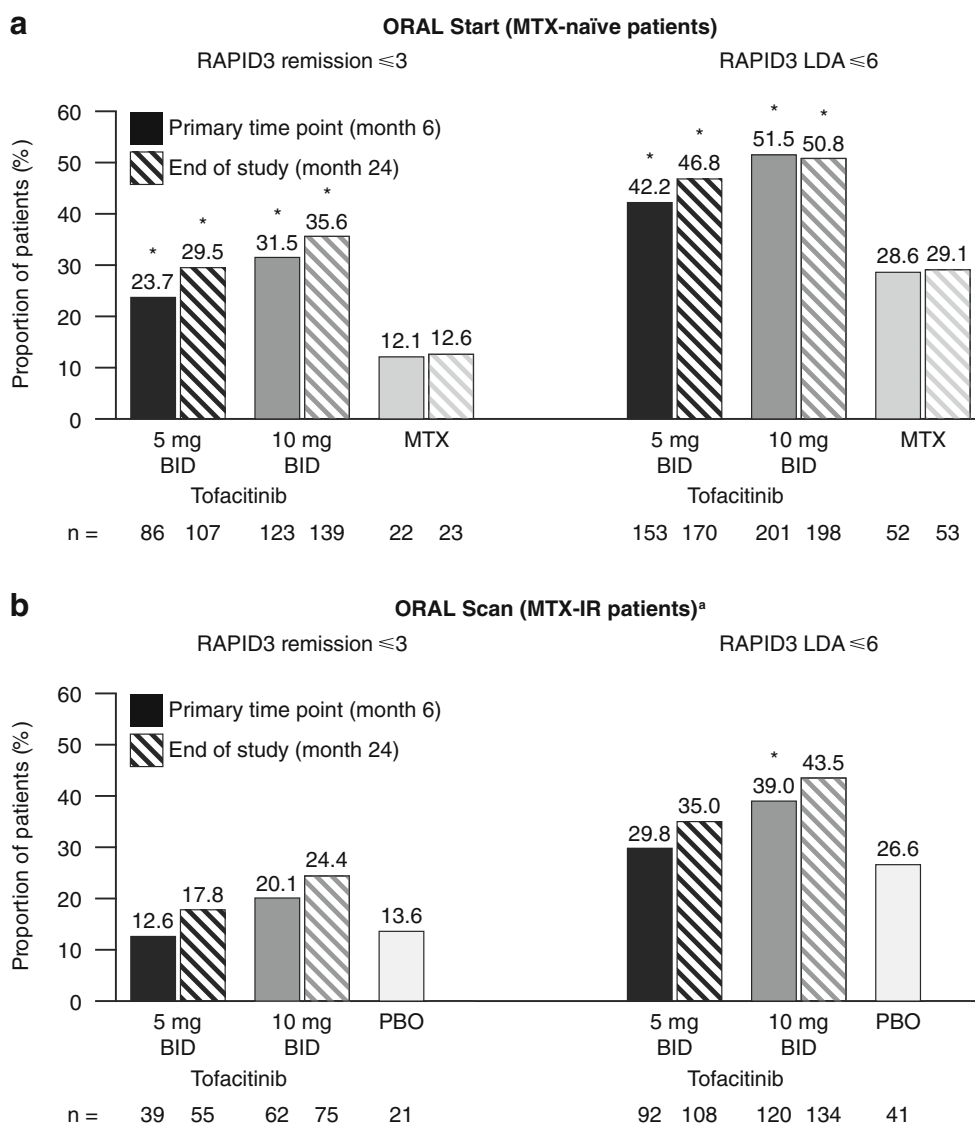 a
ORAL Start (MTX-naïve patients)
RAPID3 remission ⩽3
RAPID3 LDA ⩽6
Proportion of patients (%)
60
50
40
30
20
10
0
Primary time point (month 6)
End of study (month 24)
* * * *
23.7 29.5 31.5 35.6 12.1 12.6
* * * *
42.2 46.8 51.5 50.8 28.6 29.1
5 mg BID
10 mg BID
MTX
5 mg BID
10 mg BID
MTX
Tofacitinib
Tofacitinib
n = 86 107 123 139 22 23 153 170 201 198 52 53
b
ORAL Scan (MTX-IR patients)ᵃ
RAPID3 remission ⩽3
RAPID3 LDA ⩽6
Proportion of patients (%)
60
50
40
30
20
10
0
Primary time point (month 6)
End of study (month 24)
12.6 17.8 20.1 24.4 13.6
*
29.8 35.0 39.0 43.5 26.6
5 mg BID
10 mg BID
PBO
5 mg BID
10 mg BID
PBO
Tofacitinib
Tofacitinib
n = 39 55 62 75 21 92 108 120 134 41